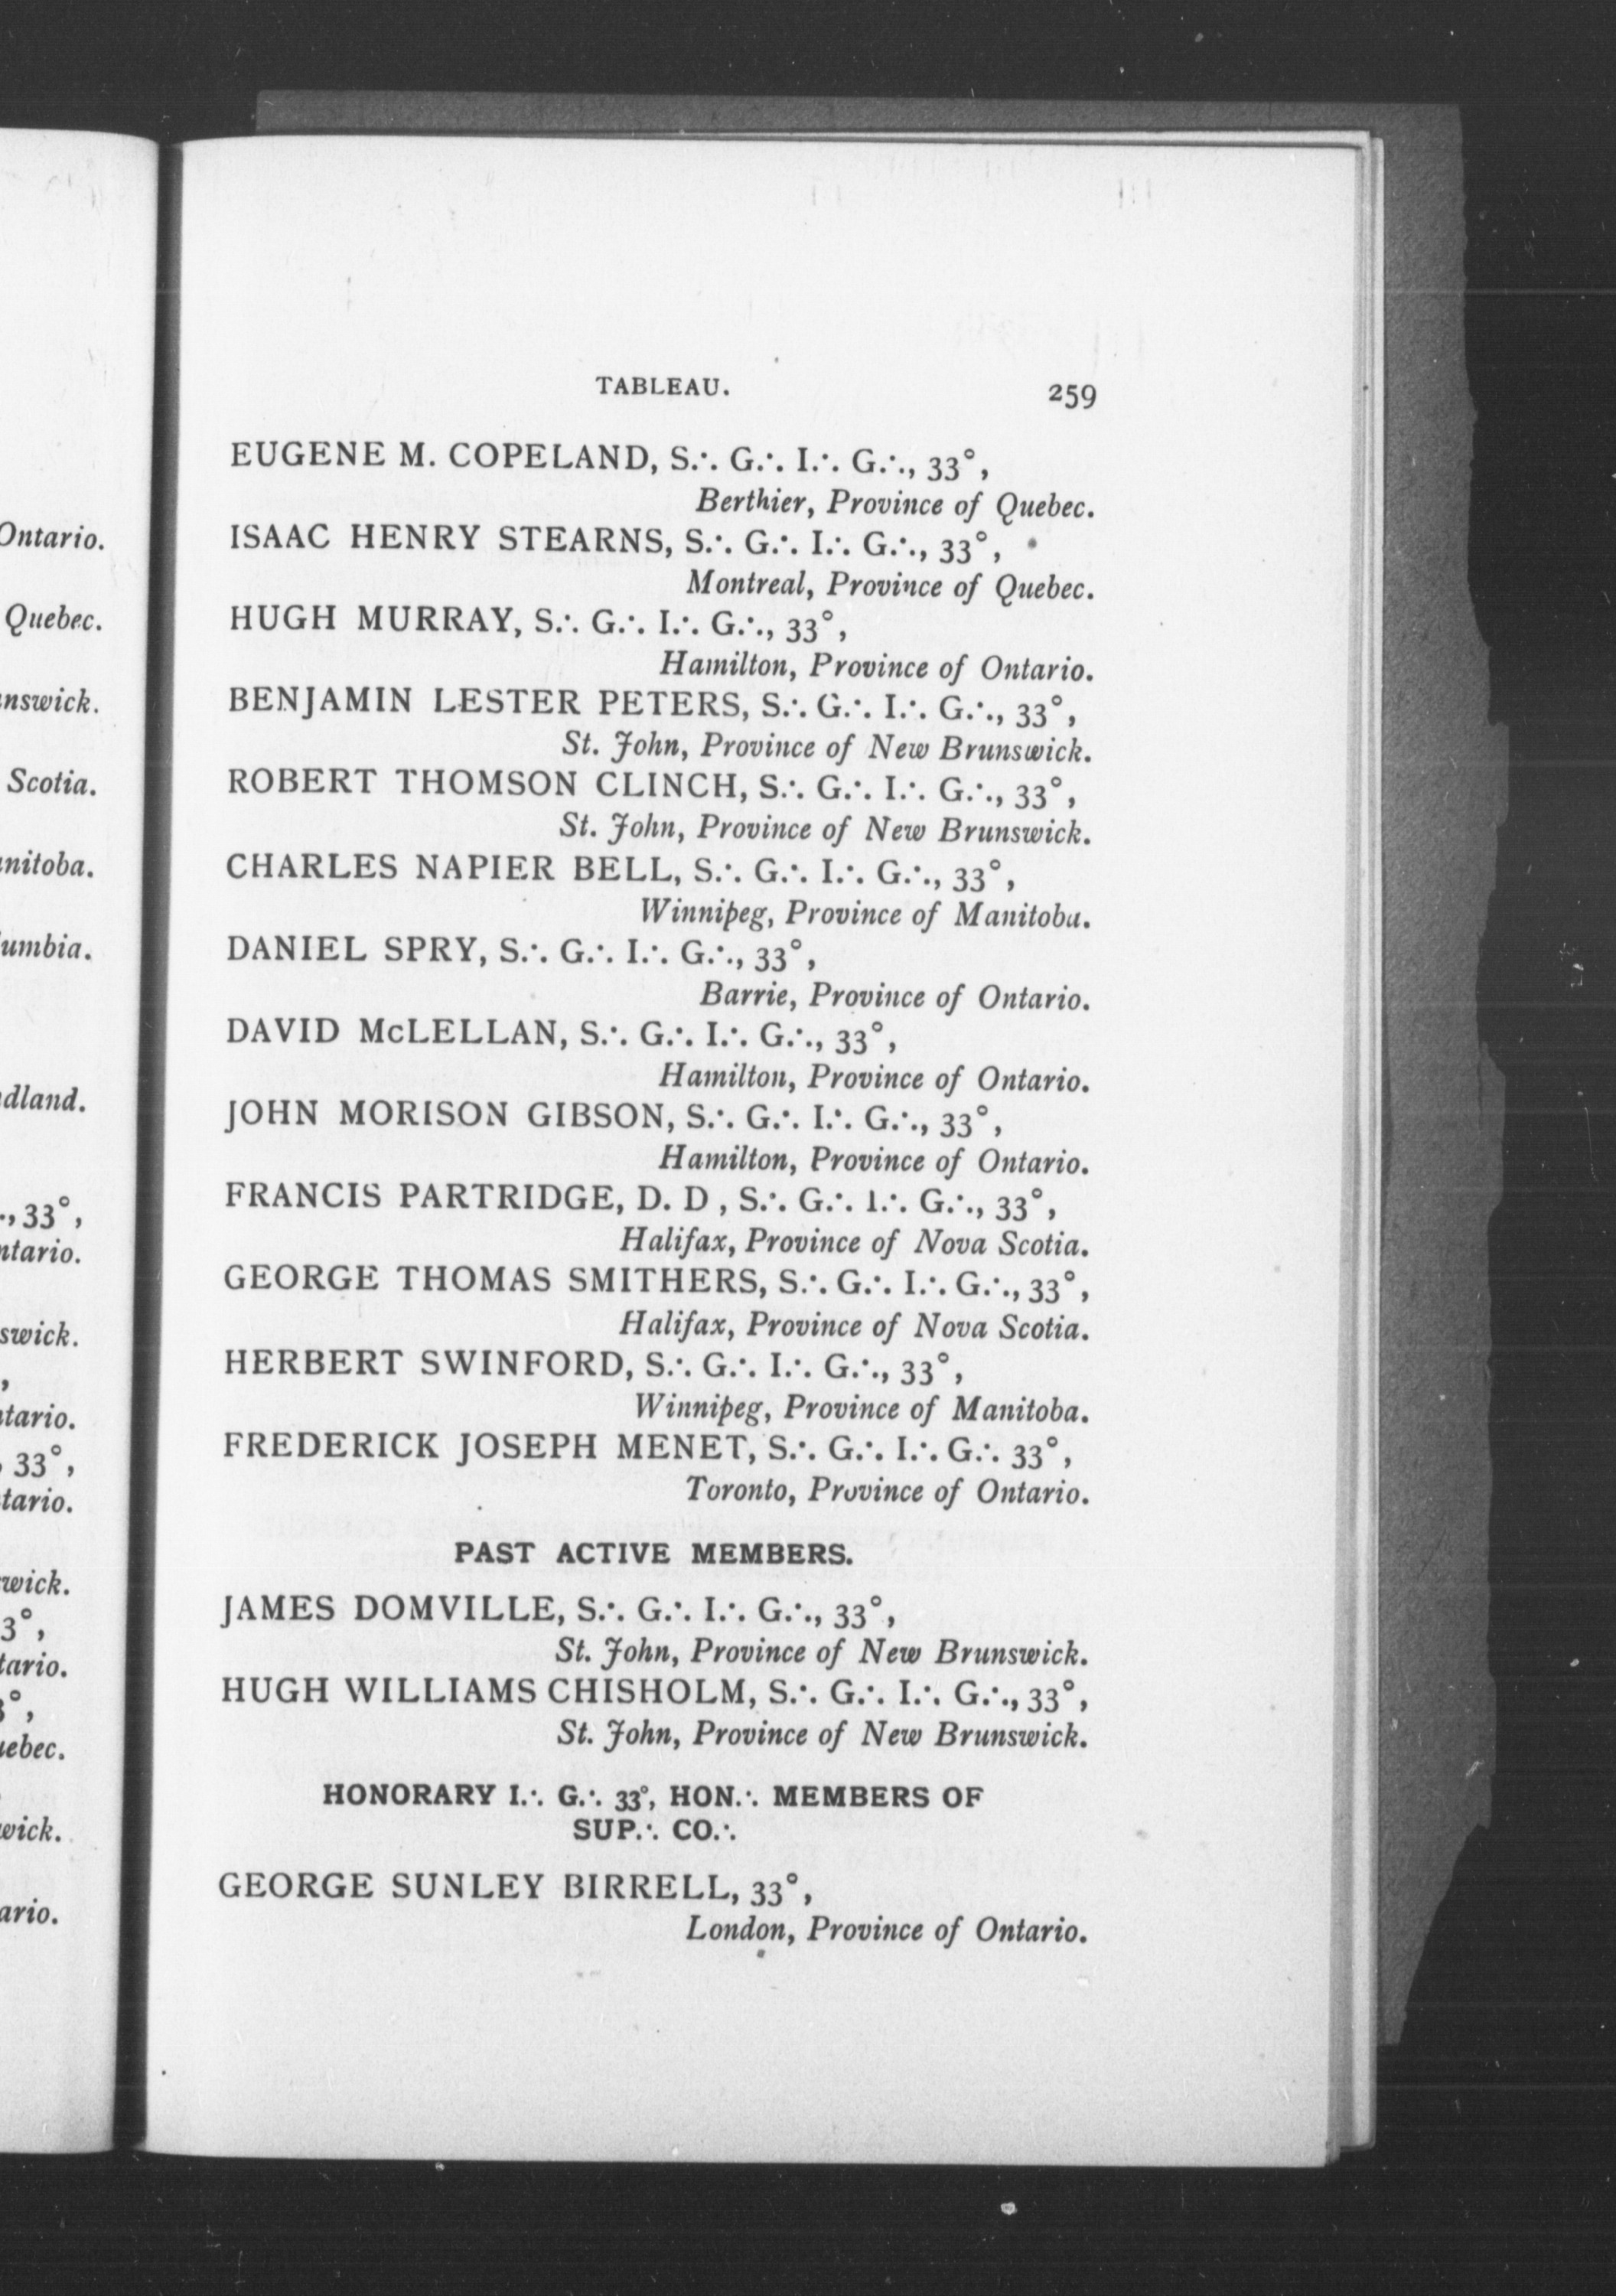 TABLEAU. 259
EUGENE M. COPELAND, S.∴ G.∴ I.∴ G.∴, 33°,
Berthier, Province of Quebec.
ISAAC HENRY STEARNS, S.∴ G.∴ I.∴ G.∴, 33°,
Montreal, Province of Quebec.
HUGH MURRAY, S.∴ G.∴ I.∴ G.∴, 33°,
Hamilton, Province of Ontario.
BENJAMIN LESTER PETERS, S.∴ G.∴ I.∴ G.∴, 33°,
St. John, Province of New Brunswick.
ROBERT THOMSON CLINCH, S.∴ G.∴ I.∴ G.∴, 33°,
St. John, Province of New Brunswick.
CHARLES NAPIER BELL, S.∴ G.∴ I.∴ G.∴, 33°,
Winnipeg, Province of Manitoba.
DANIEL SPRY, S.∴ G.∴ I.∴ G.∴, 33°,
Barrie, Province of Ontario.
DAVID McLELLAN, S.∴ G.∴ I.∴ G.∴, 33°,
Hamilton, Province of Ontario.
JOHN MORISON GIBSON, S.∴ G.∴ I.∴ G.∴, 33°,
Hamilton, Province of Ontario.
FRANCIS PARTRIDGE, D. D , S.∴ G.∴ I.∴ G.∴, 33°,
Halifax, Province of Nova Scotia.
GEORGE THOMAS SMITHERS, S.∴ G.∴ I.∴ G.∴, 33°,
Halifax, Province of Nova Scotia.
HERBERT SWINFORD, S.∴ G.∴ I.∴ G.∴, 33°,
Winnipeg, Province of Manitoba.
FREDERICK JOSEPH MENET, S.∴ G.∴ I.∴ G.∴ 33°,
Toronto, Province of Ontario.
PAST ACTIVE MEMBERS.
JAMES DOMVILLE, S.∴ G.∴ I.∴ G.∴, 33°,
St. John, Province of New Brunswick.
HUGH WILLIAMS CHISHOLM, S.∴ G.∴ I.∴ G.∴, 33°,
St. John, Province of New Brunswick.
HONORARY I.∴ G.∴ 33°, HON.∴ MEMBERS OF
SUP.∴ CO.∴
GEORGE SUNLEY BIRRELL, 33°,
London, Province of Ontario.